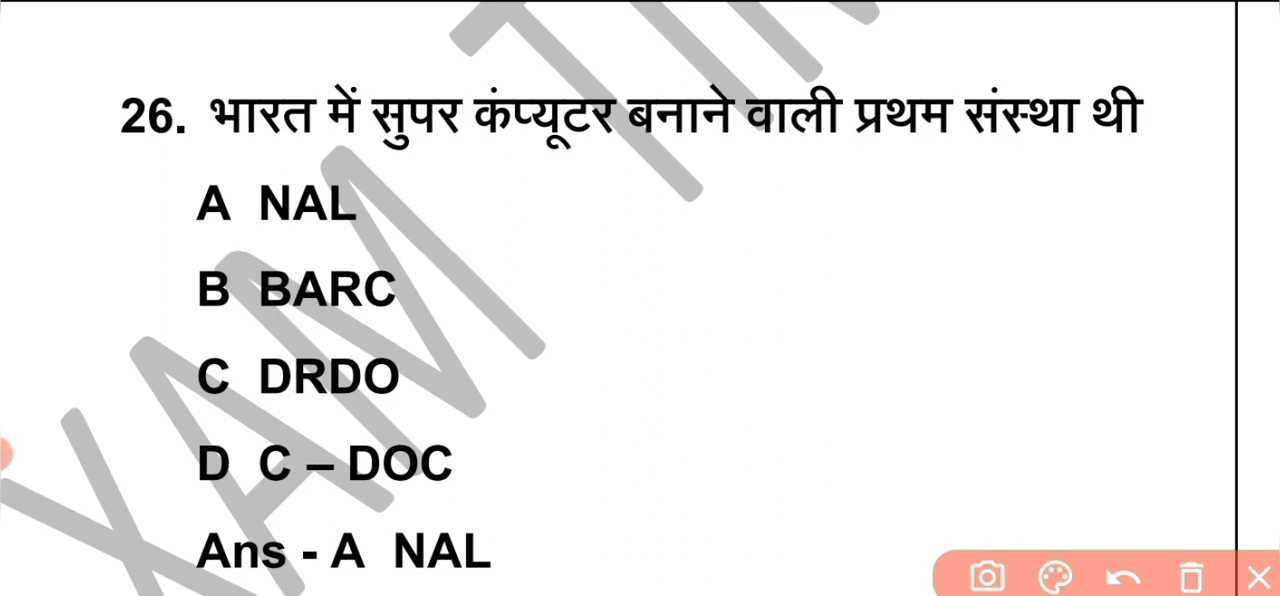 26. भारत में सुपर कंप्यूटर बनाने वाली प्रथम संस्था थी
A NAL
B BARC
C DRDO
D C – DOC
Ans - A NAL